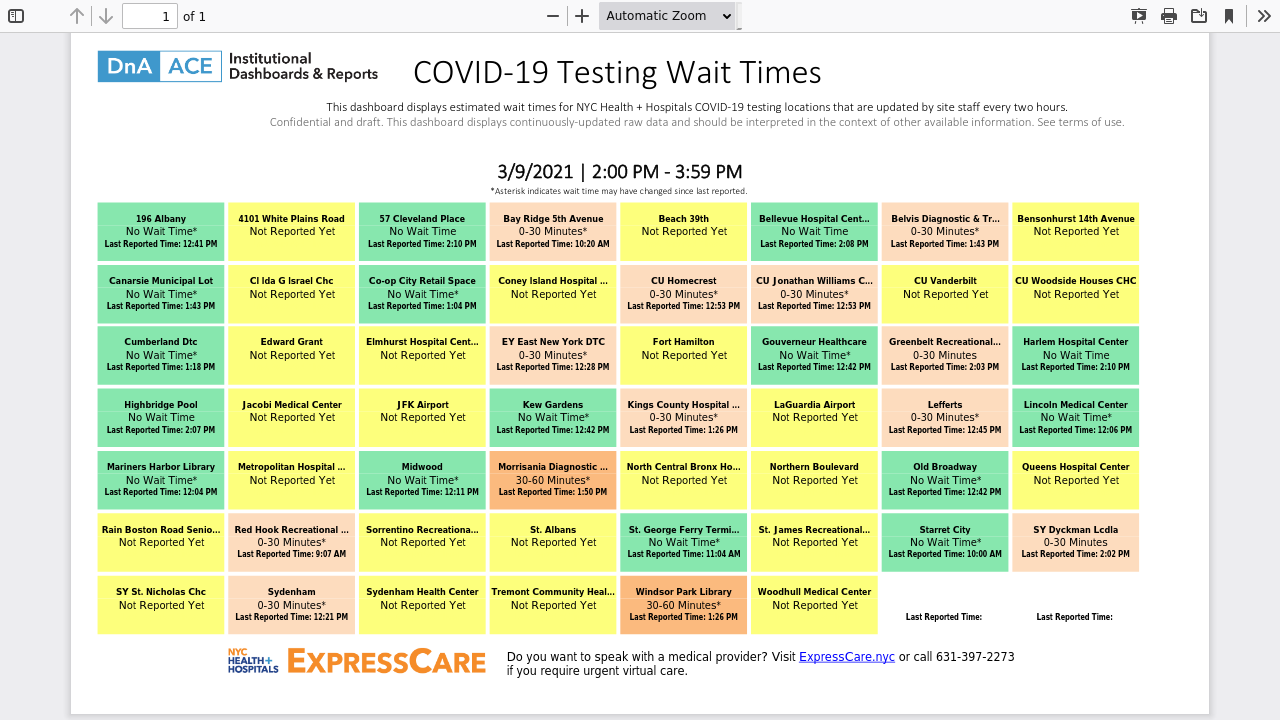 1 of 1 Automatic Zoom
DnA ACE Institutional
Dashboards & Reports
COVID-19 Testing Wait Times
This dashboard displays estimated wait times for NYC Health + Hospitals COVID-19 testing locations that are updated by site staff every two hours.
Confidential and draft. This dashboard displays continuously-updated raw data and should be interpreted in the context of other available information. See terms of use.
3/9/2021 | 2:00 PM - 3:59 PM
*Asterisk indicates wait time may have changed since last reported.
196 Albany
No Wait Time*
Last Reported Time: 12:41 PM
4101 White Plains Road
Not Reported Yet
57 Cleveland Place
No Wait Time
Last Reported Time: 2:10 PM
Bay Ridge 5th Avenue
0-30 Minutes*
Last Reported Time: 10:20 AM
Beach 39th
Not Reported Yet
Bellevue Hospital Cent...
No Wait Time
Last Reported Time: 2:08 PM
Belvis Diagnostic & Tr...
0-30 Minutes*
Last Reported Time: 1:43 PM
Bensonhurst 14th Avenue
Not Reported Yet
Canarsie Municipal Lot
No Wait Time*
Last Reported Time: 1:43 PM
Cl Ida G Israel Chc
Not Reported Yet
Co-op City Retail Space
No Wait Time*
Last Reported Time: 1:04 PM
Coney Island Hospital ...
Not Reported Yet
CU Homecrest
0-30 Minutes*
Last Reported Time: 12:53 PM
CU Jonathan Williams C...
0-30 Minutes*
Last Reported Time: 12:53 PM
CU Vanderbilt
Not Reported Yet
CU Woodside Houses CHC
Not Reported Yet
Cumberland Dtc
No Wait Time*
Last Reported Time: 1:18 PM
Edward Grant
Not Reported Yet
Elmhurst Hospital Cent...
Not Reported Yet
EY East New York DTC
0-30 Minutes*
Last Reported Time: 12:28 PM
Fort Hamilton
Not Reported Yet
Gouverneur Healthcare
No Wait Time*
Last Reported Time: 12:42 PM
Greenbelt Recreational...
0-30 Minutes
Last Reported Time: 2:03 PM
Harlem Hospital Center
No Wait Time
Last Reported Time: 2:10 PM
Highbridge Pool
No Wait Time
Last Reported Time: 2:07 PM
Jacobi Medical Center
Not Reported Yet
JFK Airport
Not Reported Yet
Kew Gardens
No Wait Time*
Last Reported Time: 12:42 PM
Kings County Hospital ...
0-30 Minutes*
Last Reported Time: 1:26 PM
LaGuardia Airport
Not Reported Yet
Lefferts
0-30 Minutes*
Last Reported Time: 12:45 PM
Lincoln Medical Center
No Wait Time*
Last Reported Time: 12:06 PM
Mariners Harbor Library
No Wait Time*
Last Reported Time: 12:04 PM
Metropolitan Hospital ...
Not Reported Yet
Midwood
No Wait Time*
Last Reported Time: 12:11 PM
Morrisania Diagnostic ...
30-60 Minutes*
Last Reported Time: 1:50 PM
North Central Bronx Ho...
Not Reported Yet
Northern Boulevard
Not Reported Yet
Old Broadway
No Wait Time*
Last Reported Time: 12:42 PM
Queens Hospital Center
Not Reported Yet
Rain Boston Road Senio...
Not Reported Yet
Red Hook Recreational ...
0-30 Minutes*
Last Reported Time: 9:07 AM
Sorrentino Recreationa...
Not Reported Yet
St. Albans
Not Reported Yet
St. George Ferry Termi...
No Wait Time*
Last Reported Time: 11:04 AM
St. James Recreational...
Not Reported Yet
Starret City
No Wait Time*
Last Reported Time: 10:00 AM
SY Dyckman Lcdla
0-30 Minutes
Last Reported Time: 2:02 PM
SY St. Nicholas Chc
Not Reported Yet
Sydenham
0-30 Minutes*
Last Reported Time: 12:21 PM
Sydenham Health Center
Not Reported Yet
Tremont Community Heal...
Not Reported Yet
Windsor Park Library
30-60 Minutes*
Last Reported Time: 1:26 PM
Woodhull Medical Center
Not Reported Yet
Last Reported Time:
Last Reported Time:
NYC
HEALTH+
HOSPITALS
EXPRESSCARE
Do you want to speak with a medical provider? Visit ExpressCare.nyc or call 631-397-2273
if you require urgent virtual care.